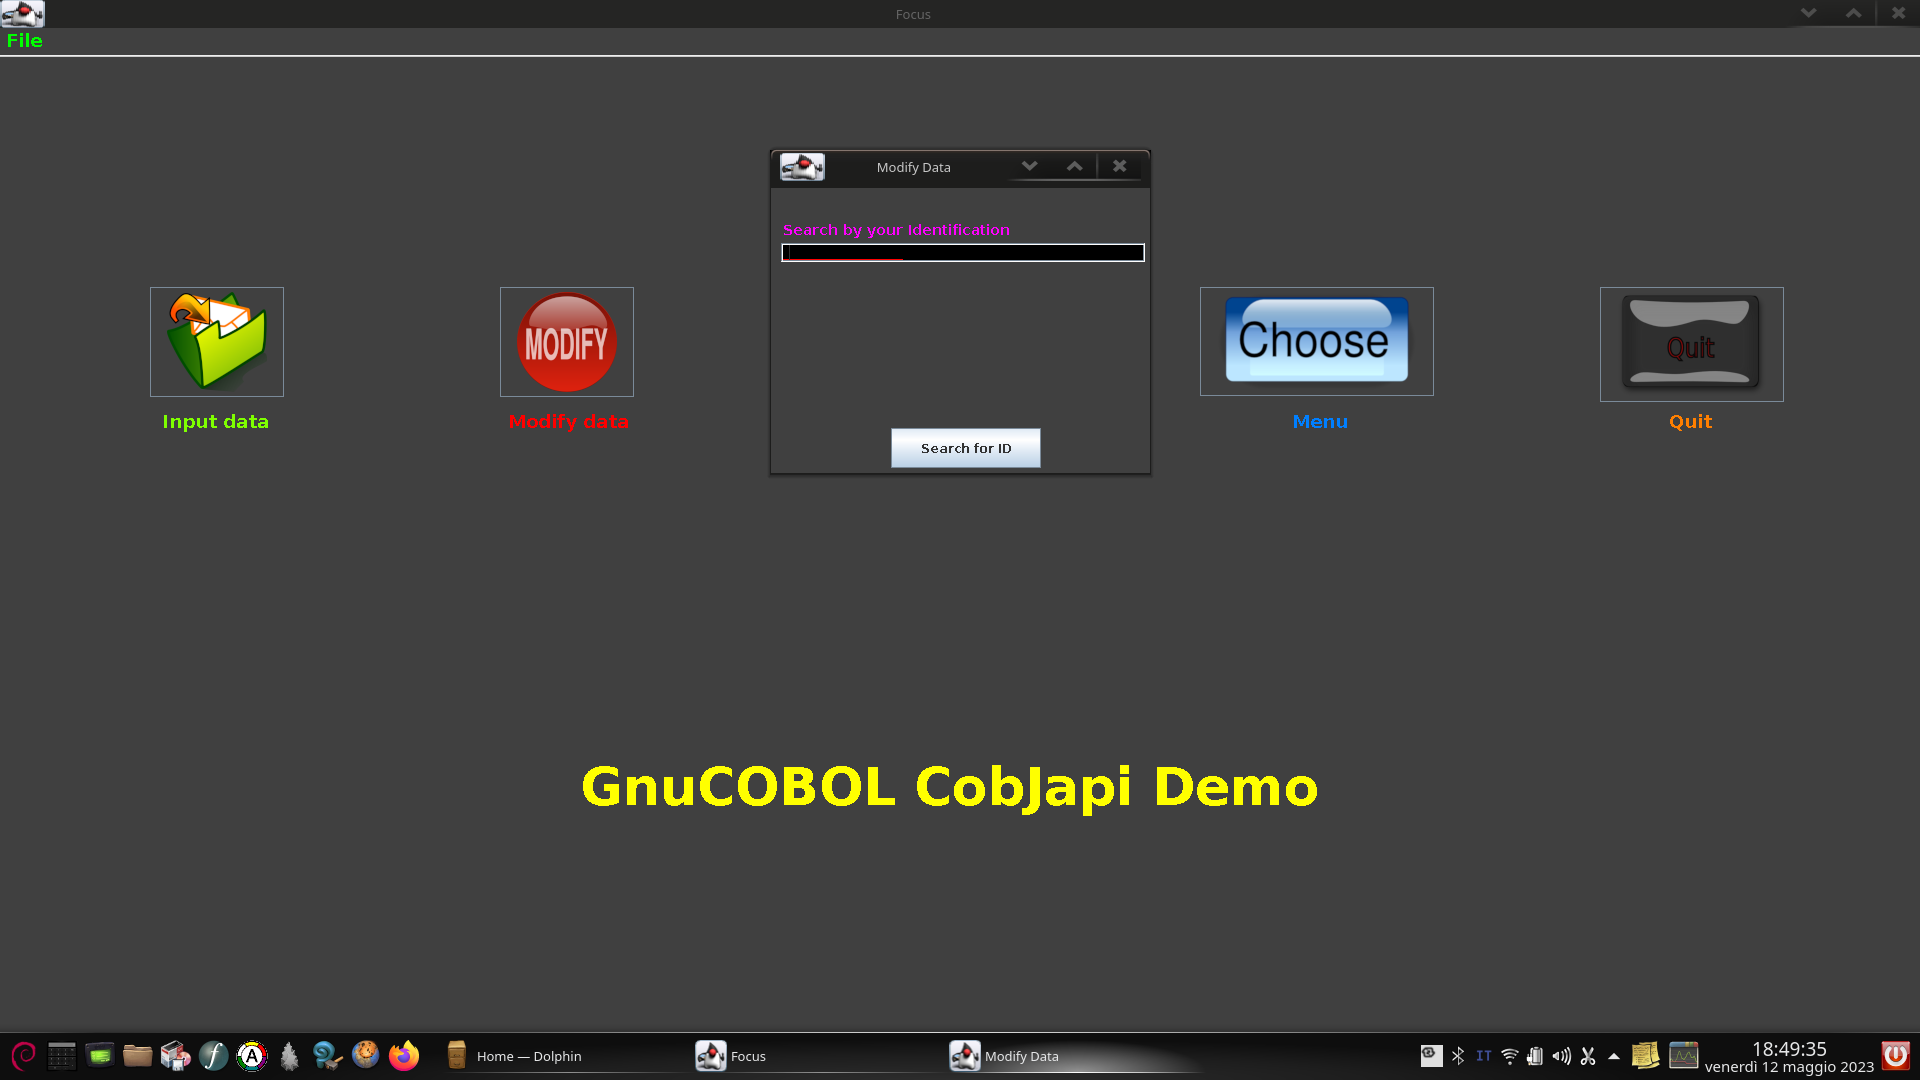 Focus
File
Modify Data
Search by your Identification
MODIFY
Choose
Quit
Input data
Modify data
Menu
Quit
Search for ID
GnuCOBOL CobJapi Demo
Home — Dolphin
Focus
Modify Data
IT
18:49:35
venerdì 12 maggio 2023